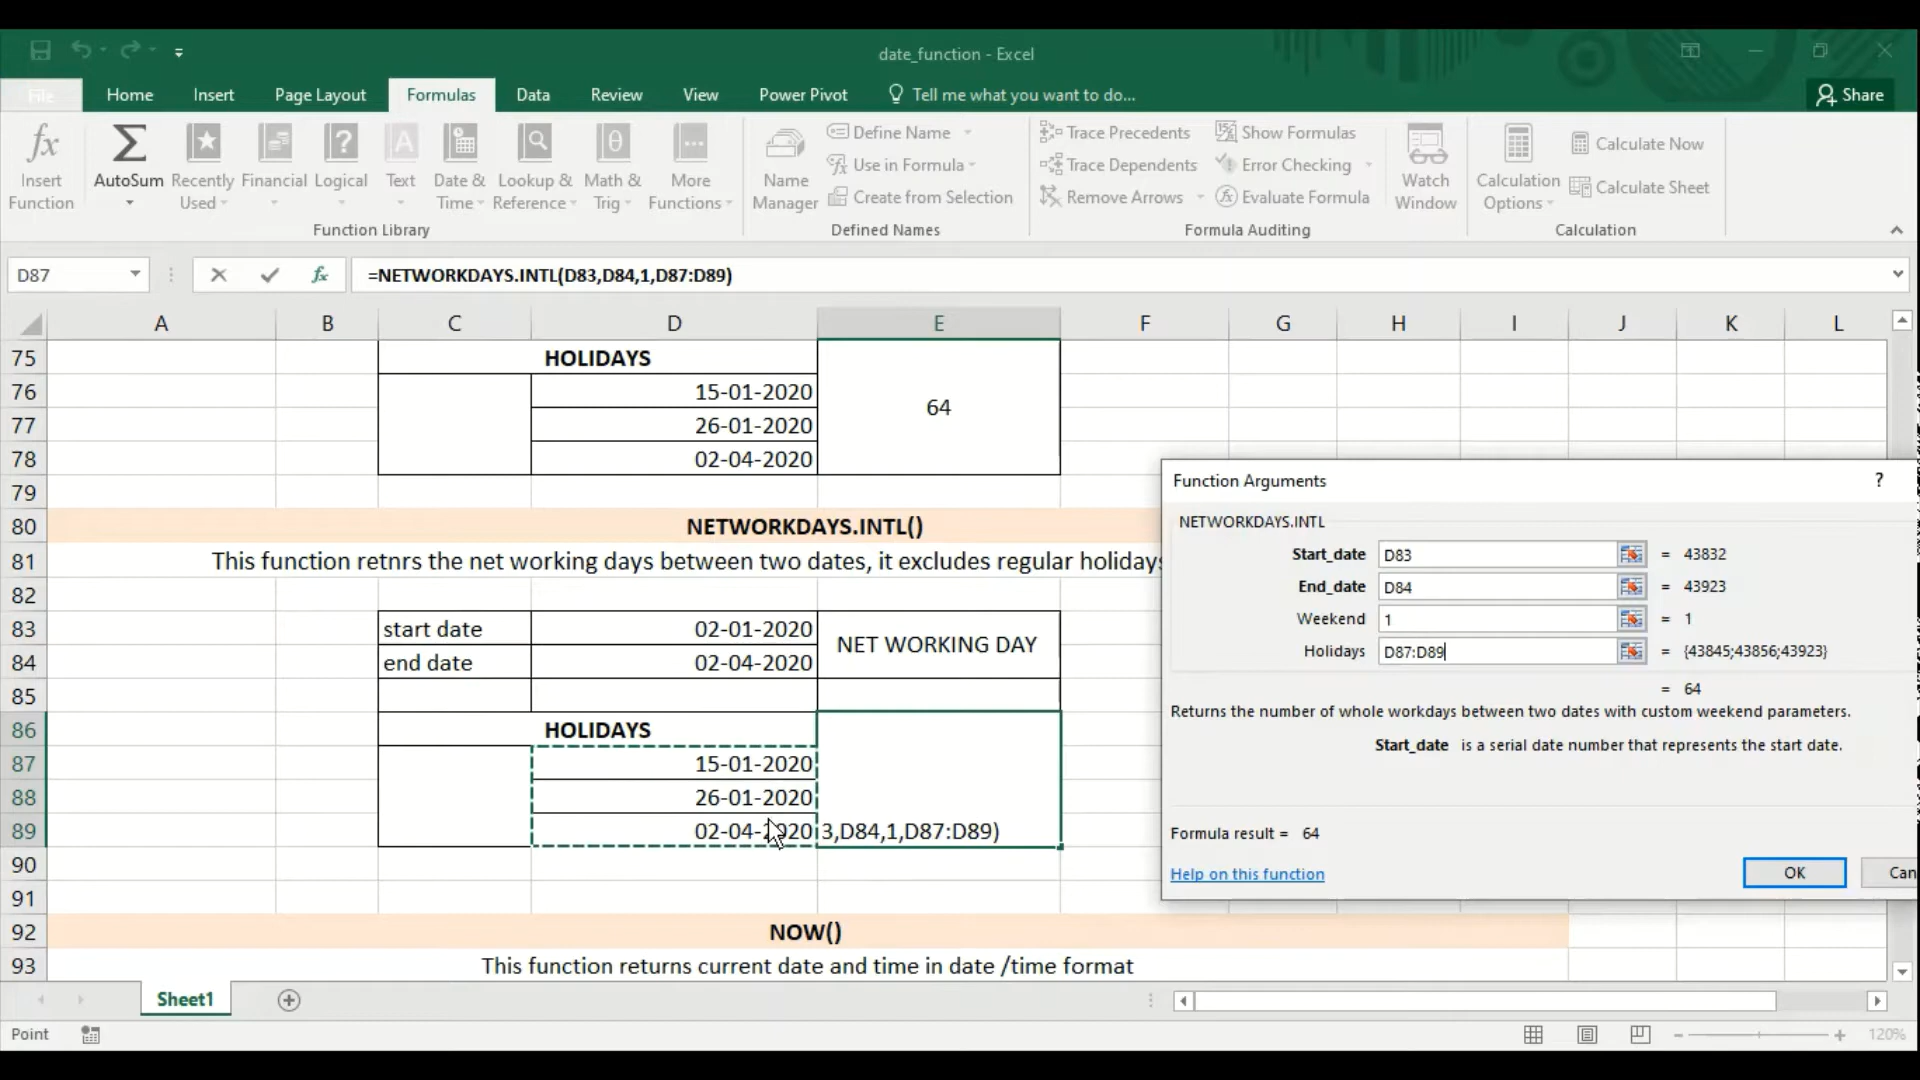 date_function - Excel
File Home Insert Page Layout Formulas Data Review View Power Pivot Tell me what you want to do... Share
fx Insert Function
AutoSum
Recently Used
Financial
Logical
Text
Date & Time
Lookup & Reference
Math & Trig
More Functions
Function Library
Name Manager
Define Name
Use in Formula
Create from Selection
Defined Names
Trace Precedents
Trace Dependents
Remove Arrows
Show Formulas
Error Checking
Evaluate Formula
Formula Auditing
Watch Window
Calculation Options
Calculate Now
Calculate Sheet
Calculation
D87 fx =NETWORKDAYS.INTL(D83,D84,1,D87:D89)
A B C D E F G H I J K L
75 HOLIDAYS
76 15-01-2020
77 26-01-2020 64
78 02-04-2020
79
80 NETWORKDAYS.INTL()
81 This function retnrs the net working days between two dates, it excludes regular holidays
82
83 start date 02-01-2020 NET WORKING DAY
84 end date 02-04-2020
85
86 HOLIDAYS
87 15-01-2020
88 26-01-2020
89 02-04-2020 3,D84,1,D87:D89)
90
91
92 NOW()
93 This function returns current date and time in date /time format
Function Arguments ?
NETWORKDAYS.INTL
Start_date D83 = 43832
End_date D84 = 43923
Weekend 1 = 1
Holidays D87:D89 = {43845;43856;43923}
= 64
Returns the number of whole workdays between two dates with custom weekend parameters.
Start_date is a serial date number that represents the start date.
Formula result = 64
Help on this function OK Can
Sheet1
Point 120%